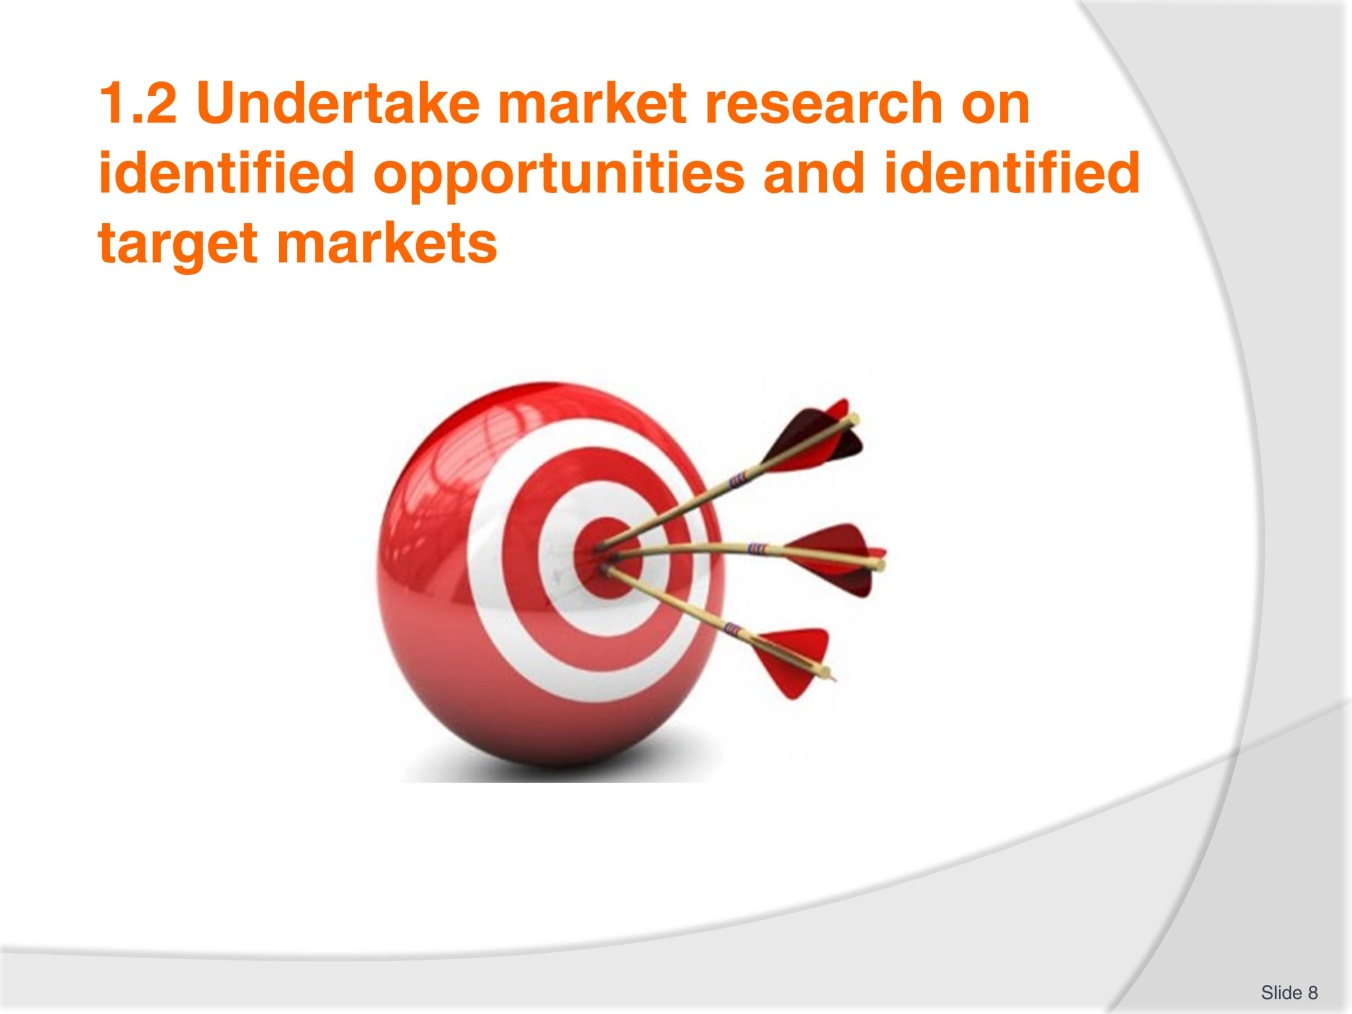 1.2 Undertake market research on
identified opportunities and identified
target markets
Slide 8